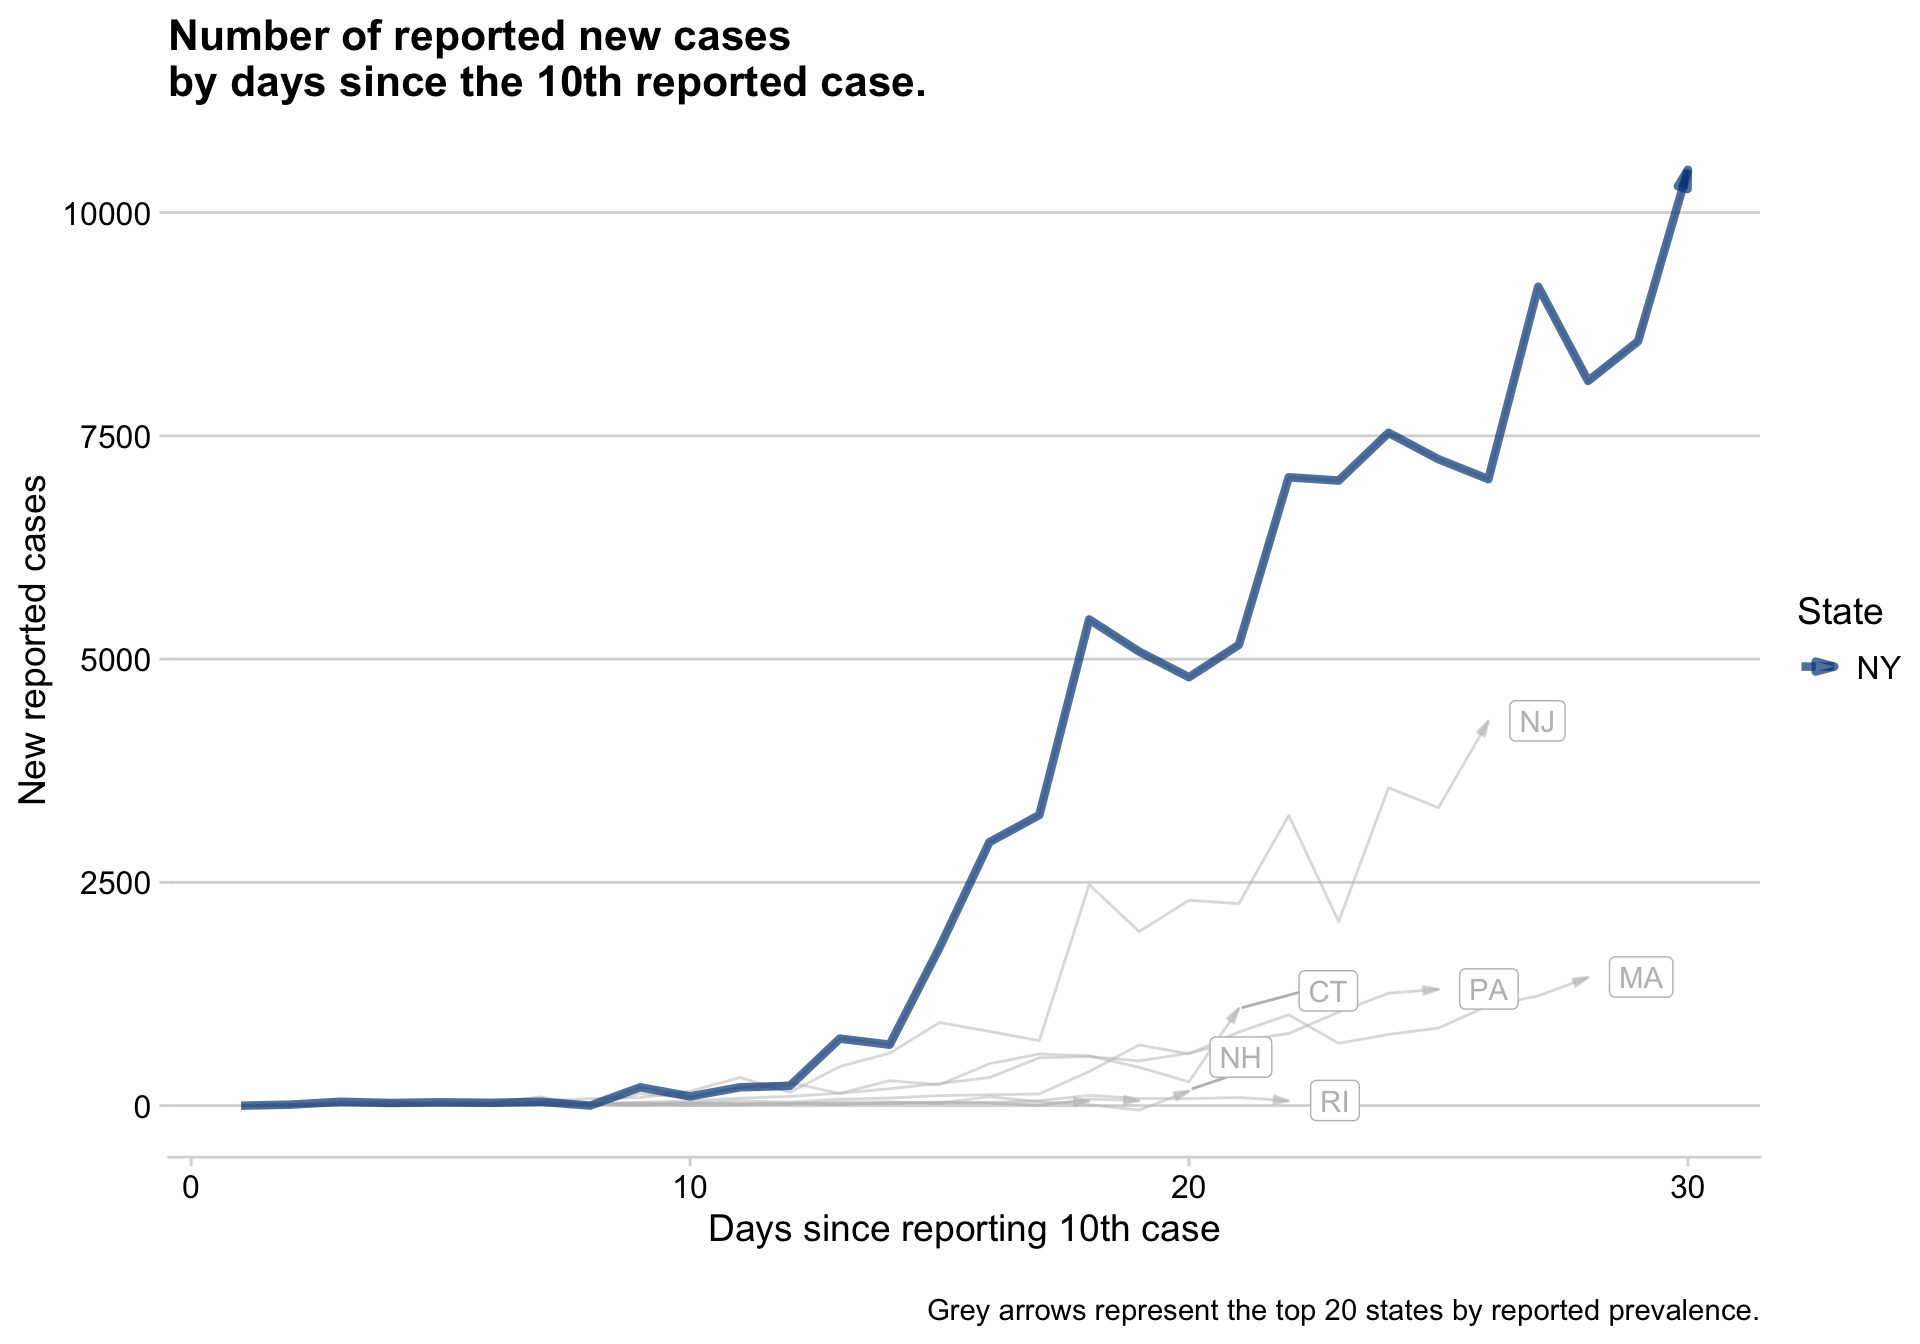 Number of reported new cases
by days since the 10th reported case.
New reported cases
10000
7500
5000
2500
0
NJ
CT
PA
MA
NH
RI
State
NY
0
10
20
30
Days since reporting 10th case
Grey arrows represent the top 20 states by reported prevalence.